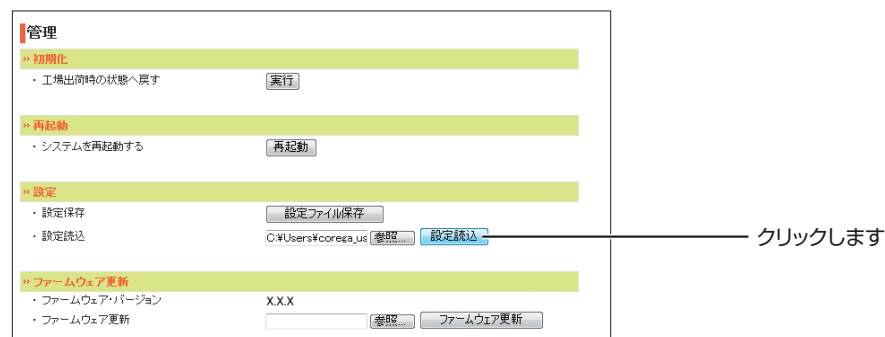 管理
» 初期化
・ 工場出荷時の状態へ戻す 実行
» 再起動
・ システムを再起動する 再起動
» 設定
・ 設定保存 設定ファイル保存
・ 設定読込 C:¥Users¥corega_us 参照... 設定読込 クリックします
» ファームウェア更新
・ ファームウェア・バージョン X.X.X
・ ファームウェア更新 参照... ファームウェア更新